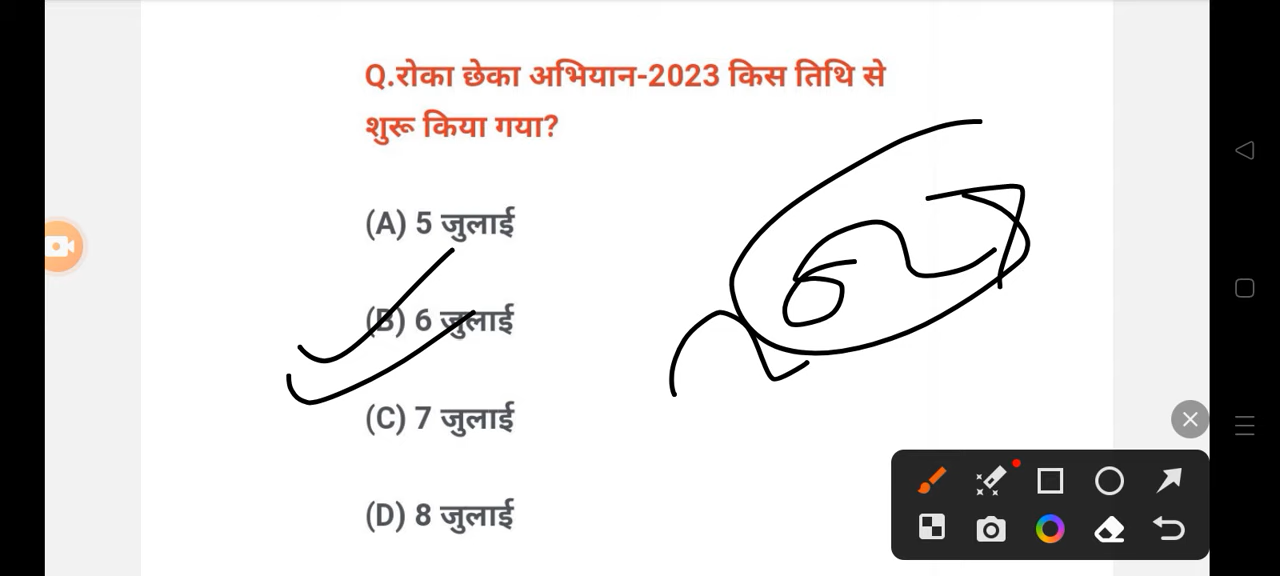 Q.रोका छेका अभियान-2023 किस तिथि से
शुरू किया गया?
(A) 5 जुलाई
(B) 6 जुलाई
(C) 7 जुलाई
(D) 8 जुलाई